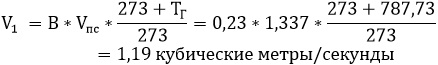 V₁ = B * Vпс * (273 + TГ)/273 = 0,23 * 1,337 * (273 + 787,73)/273
= 1,19 кубические метры/секунды